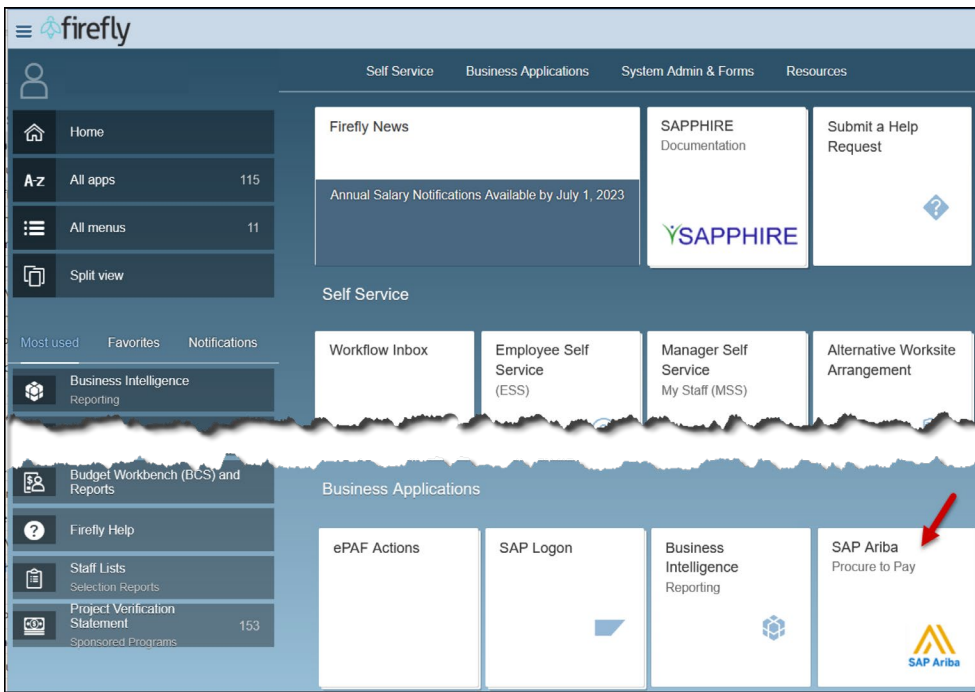 firefly
Self Service Business Applications System Admin & Forms Resources
Home
A-Z All apps 115
All menus 11
Split view
Most used Favorites Notifications
Business Intelligence
Reporting
Budget Workbench (BCS) and
Reports
Firefly Help
Staff Lists
Selection Reports
Project Verification
Statement 153
Sponsored Programs
Firefly News
Annual Salary Notifications Available by July 1, 2023
SAPPHIRE
Documentation
SAPPHIRE
Submit a Help
Request
Self Service
Workflow Inbox
Employee Self
Service
(ESS)
Manager Self
Service
My Staff (MSS)
Alternative Worksite
Arrangement
Business Applications
ePAF Actions
SAP Logon
Business
Intelligence
Reporting
SAP Ariba
Procure to Pay
SAP Ariba